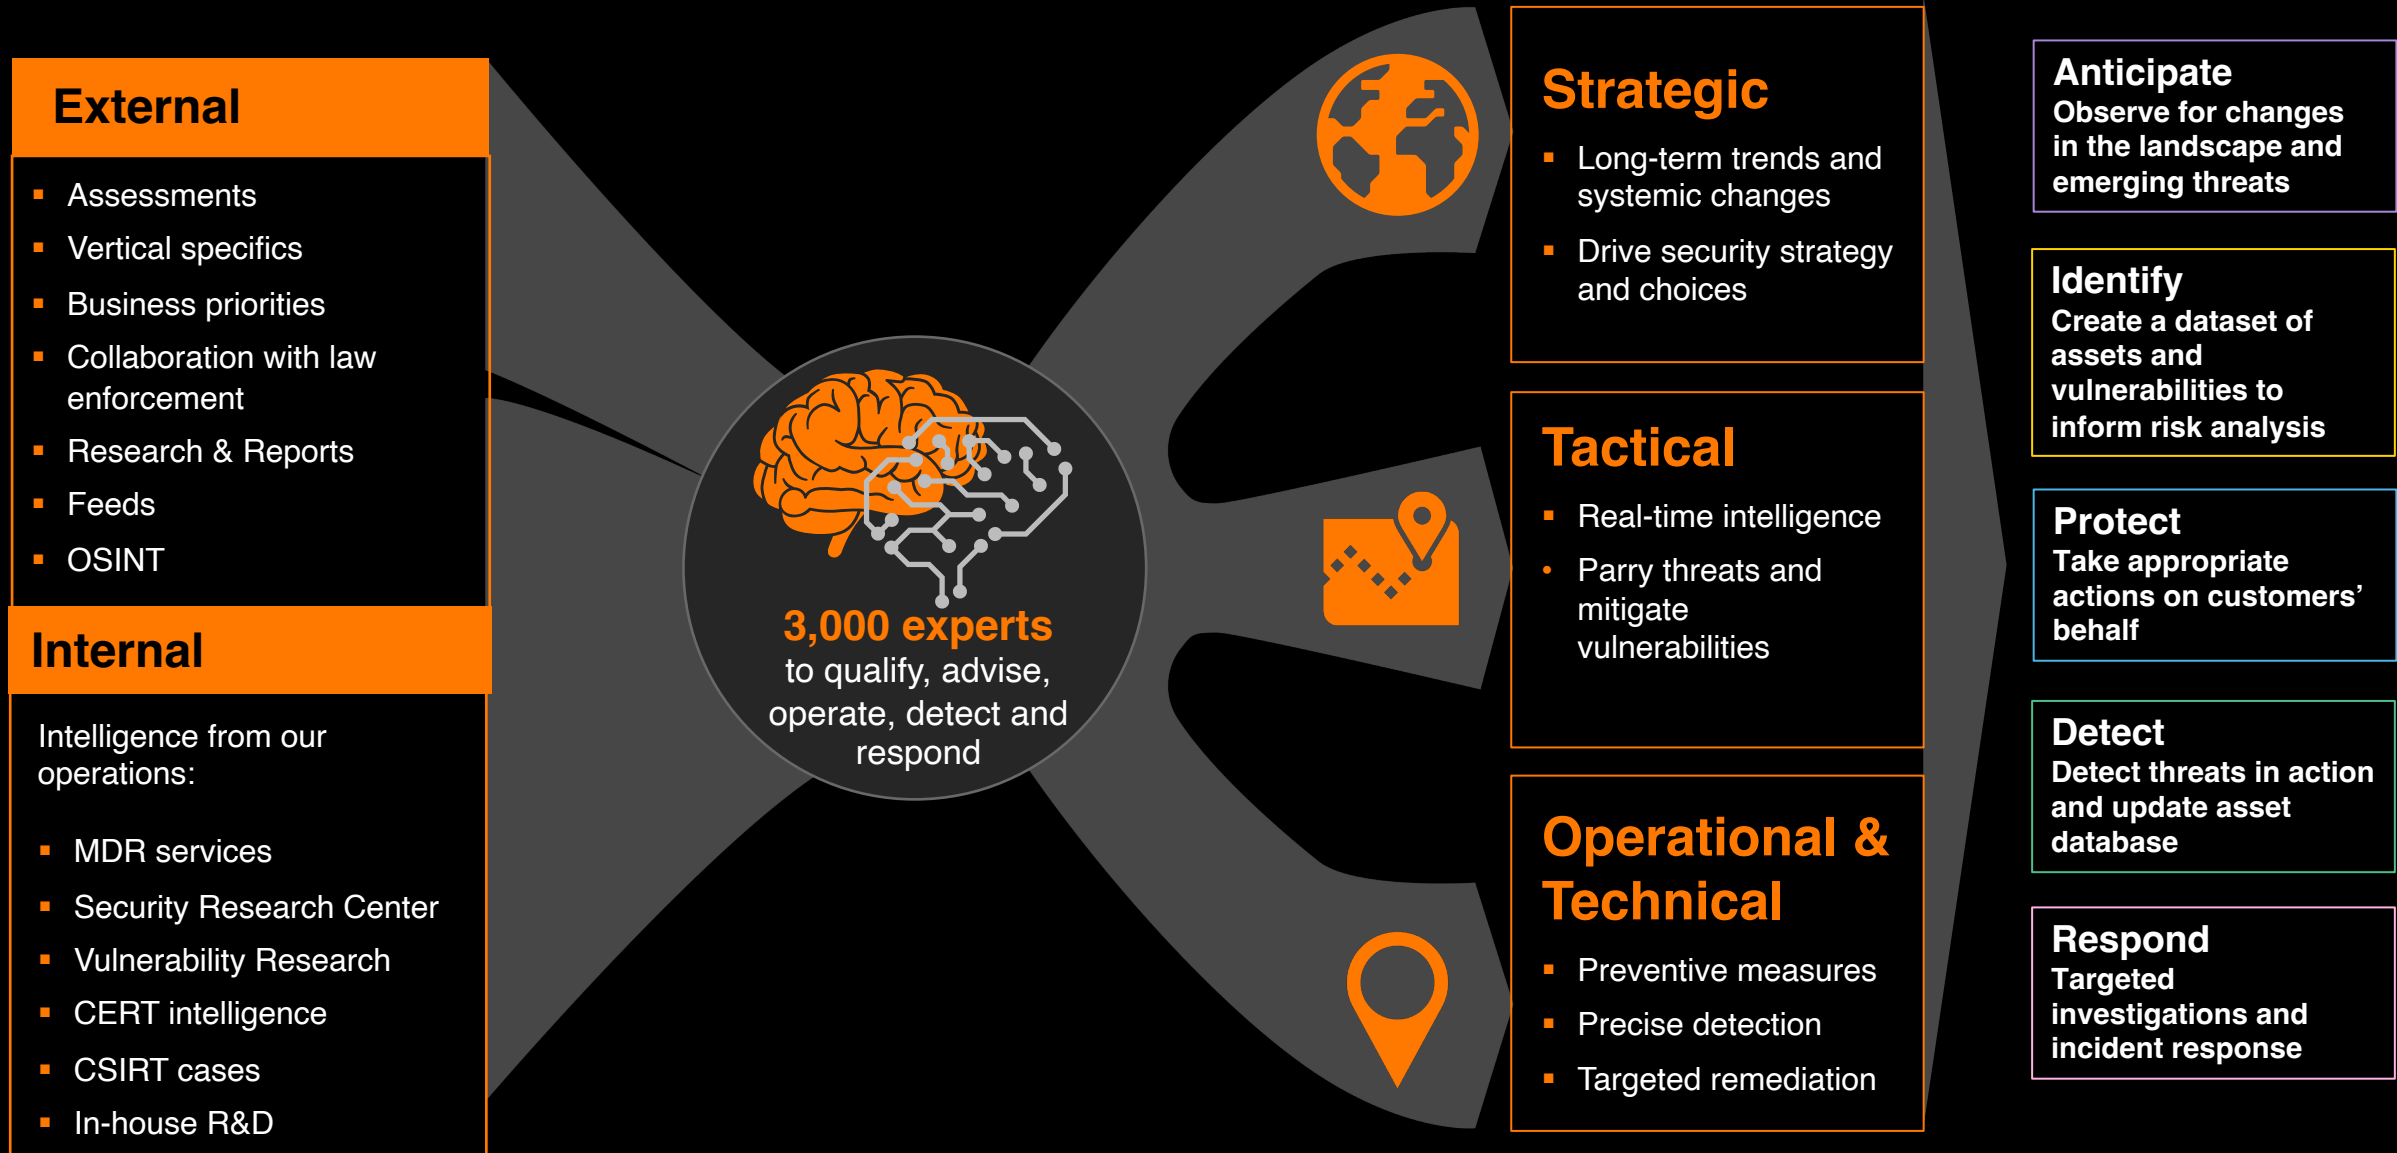 External
Assessments
Vertical specifics
Business priorities
Collaboration with law
enforcement
Research & Reports
Feeds
OSINT
Internal
Intelligence from our
operations:
MDR services
Security Research Center
Vulnerability Research
CERT intelligence
CSIRT cases
In-house R&D
3,000 experts
to qualify, advise,
operate, detect and
respond
Strategic
Long-term trends and
systemic changes
Drive security strategy
and choices
Tactical
Real-time intelligence
Parry threats and
mitigate
vulnerabilities
Operational &
Technical
Preventive measures
Precise detection
Targeted remediation
Anticipate
Observe for changes
in the landscape and
emerging threats
Identify
Create a dataset of
assets and
vulnerabilities to
inform risk analysis
Protect
Take appropriate
actions on customers’
behalf
Detect
Detect threats in action
and update asset
database
Respond
Targeted
investigations and
incident response